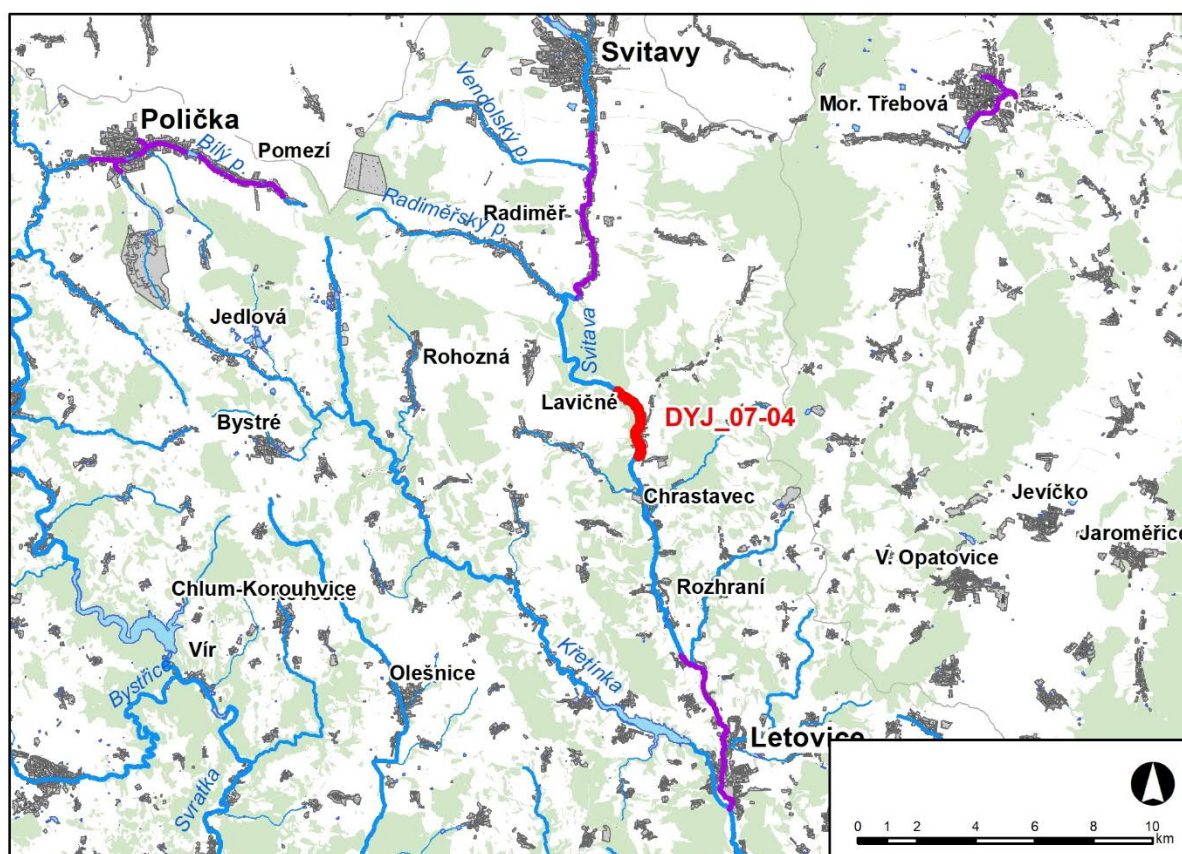 Svitavy
Vendolský p.
Mor. Třebová
Polička
Bílý p.
Pomezí
Radiměřský p.
Radiměř
Svitava
Jedlová
Rohozná
Lavičné
DYJ_07-04
Bystré
Chrastavec
Jevíčko
Jaroměřice
V. Opatovice
Chlum-Korouhvice
Rozhraní
Vír
Bystřice
Olešnice
Křetínka
Letovice
Svratka
0 1 2 4 6 8 10
km